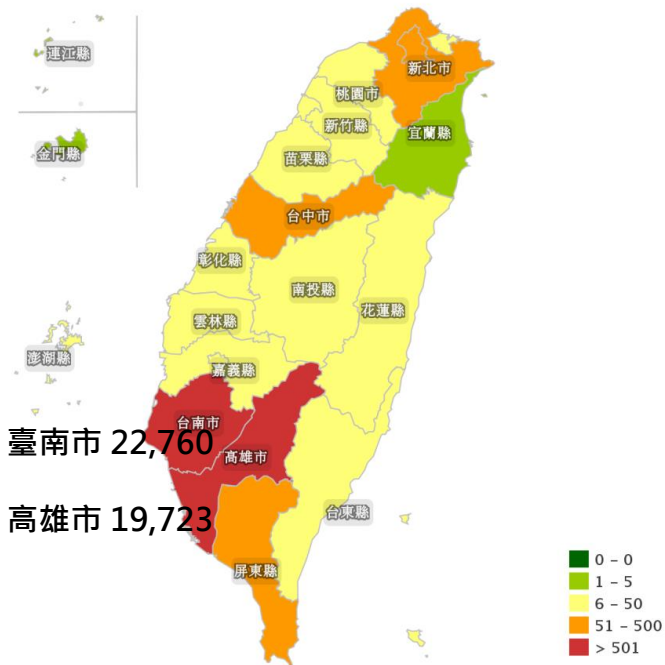 連江縣
金門縣
新北市
桃園市
新竹縣
宜蘭縣
苗栗縣
台中市
彰化縣
南投縣
花蓮縣
雲林縣
澎湖縣
嘉義縣
台南市
臺南市 22,760
高雄市
高雄市 19,723
台東縣
屏東縣
0 - 0
1 - 5
6 - 50
51 - 500
> 501